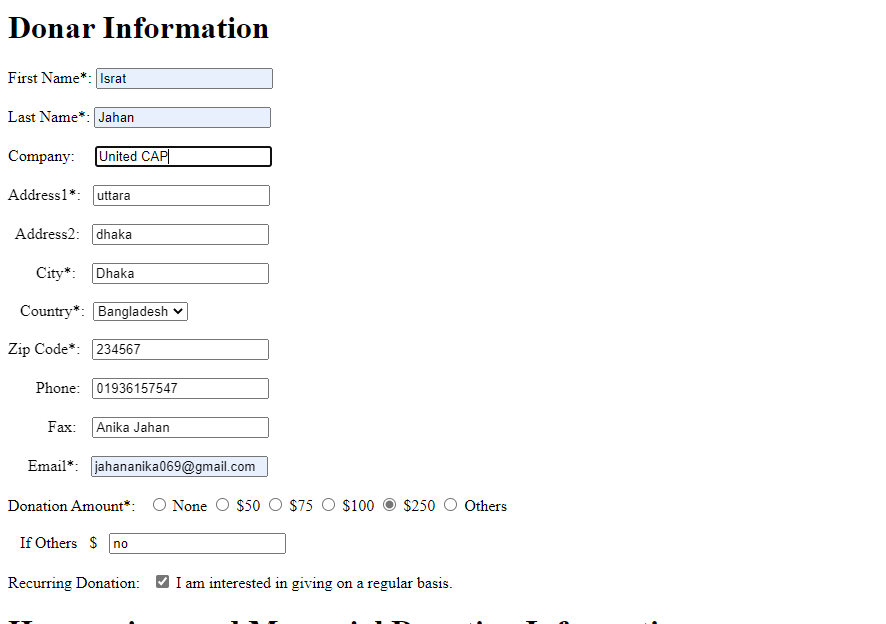 Donar Information
First Name*: Israt
Last Name*: Jahan
Company: United CAP
Address1*: uttara
Address2: dhaka
City*: Dhaka
Country*: Bangladesh
Zip Code*: 234567
Phone: 01936157547
Fax: Anika Jahan
Email*: jahananika069@gmail.com
Donation Amount*: None $50 $75 $100 $250 Others
If Others $ no
Recurring Donation: I am interested in giving on a regular basis.